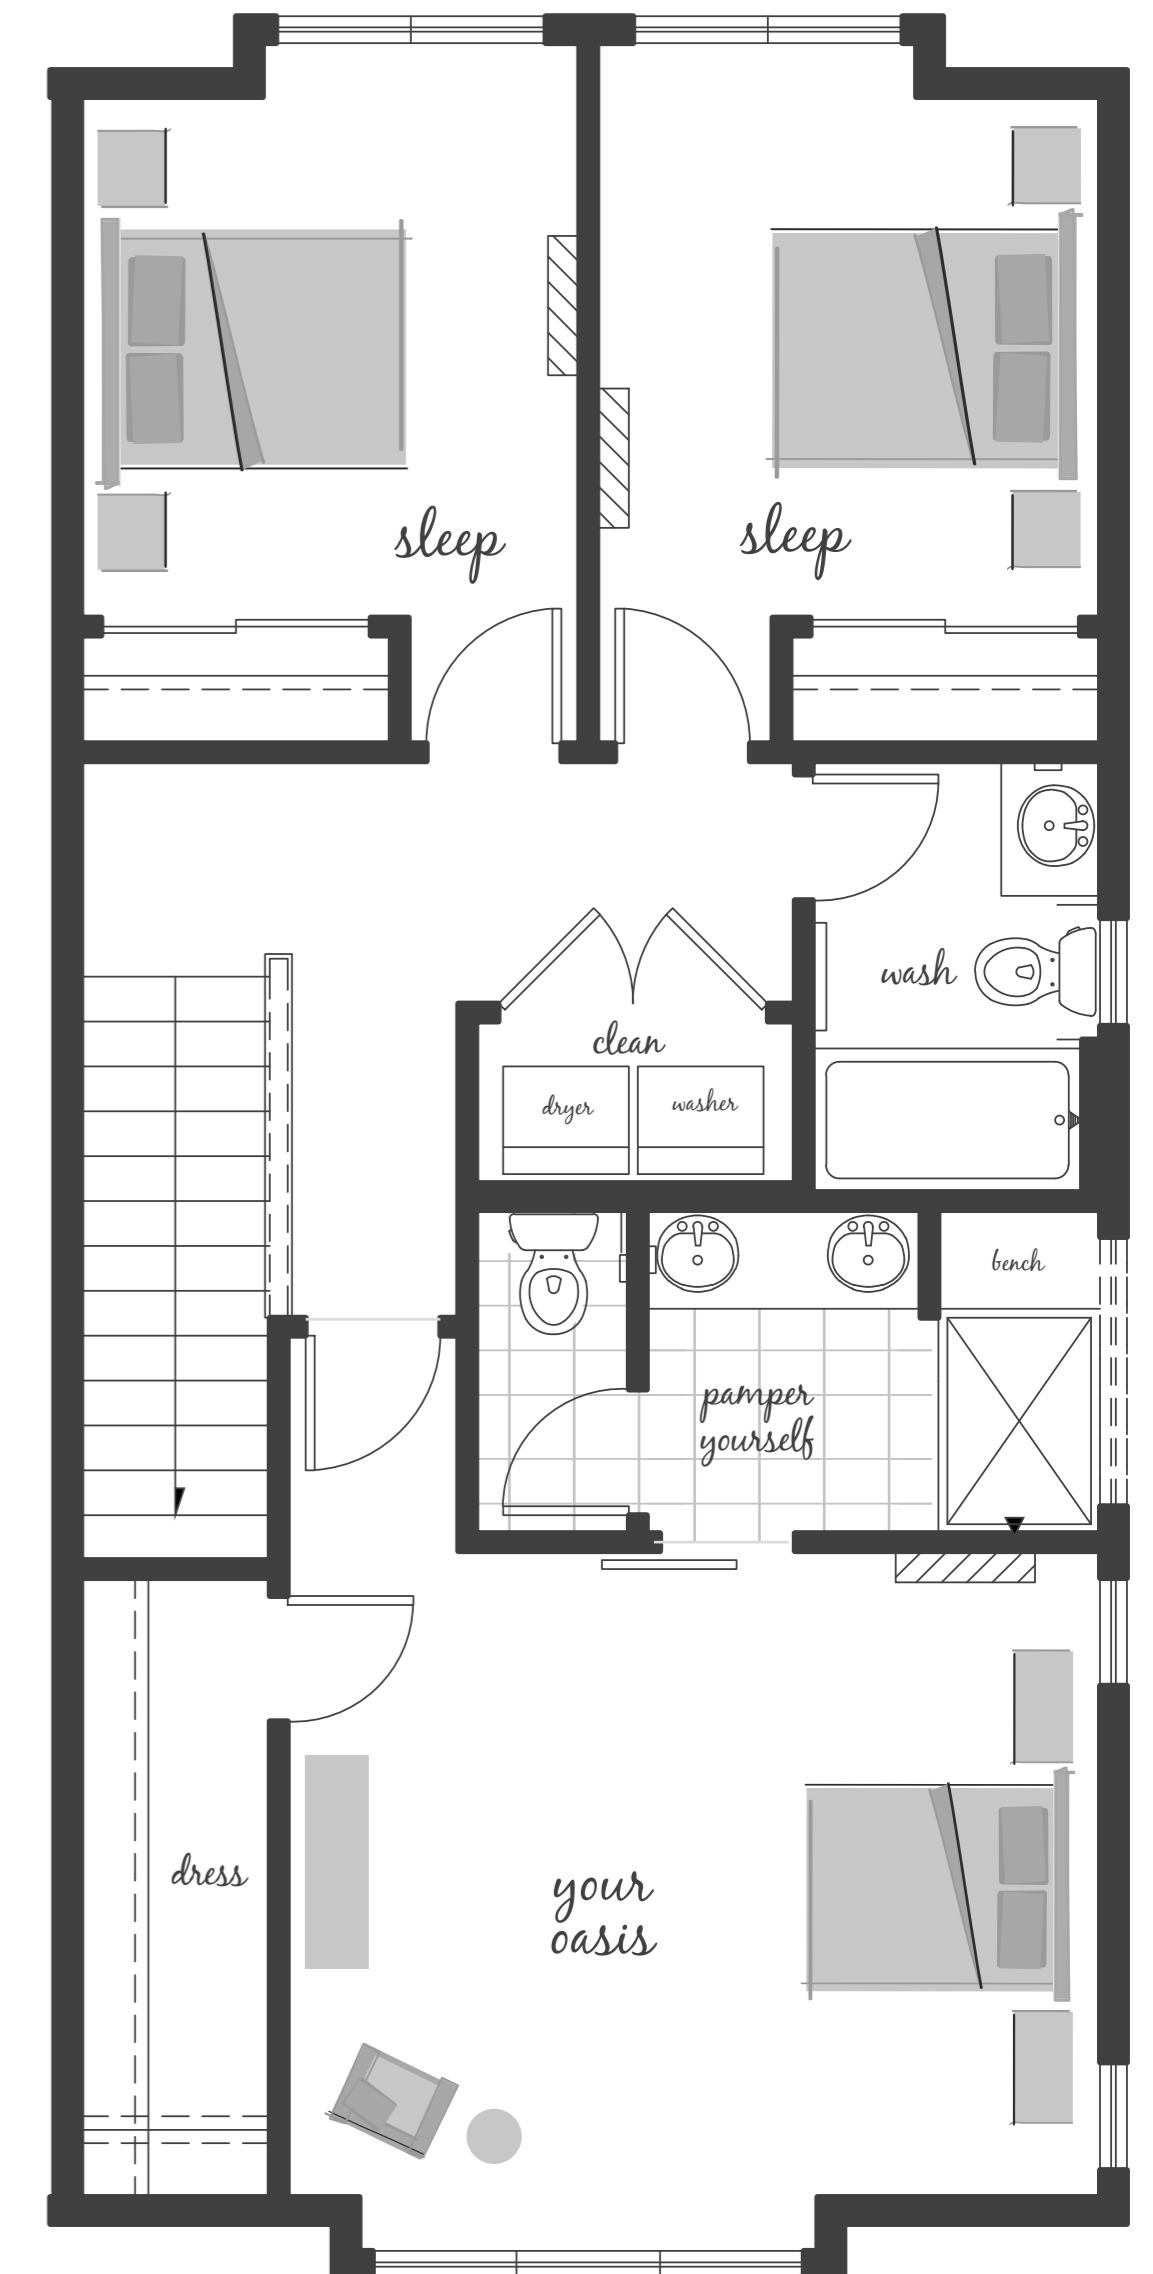 sleep
sleep
wash
clean
dryer
washer
bench
pamper
yourself
dress
your
oasis